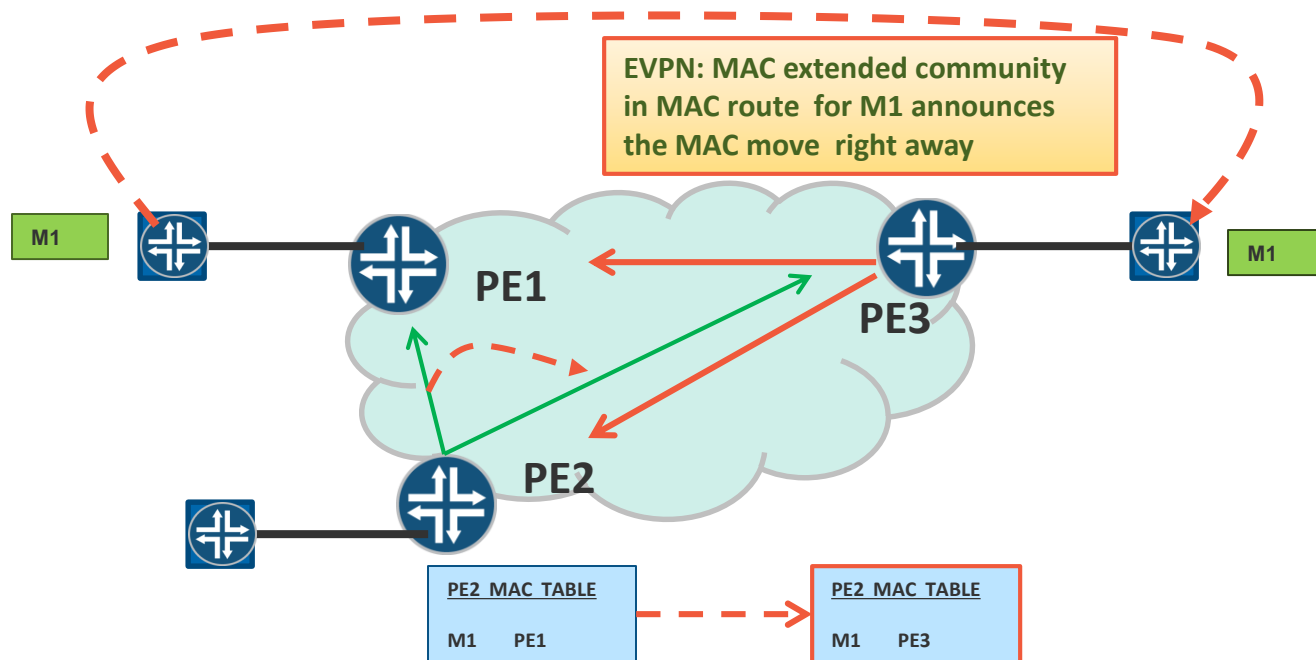 EVPN: MAC extended community
in MAC route for M1 announces
the MAC move right away
M1
M1
PE1
PE3
PE2
PE2 MAC TABLE
M1 PE1
PE2 MAC TABLE
M1 PE3